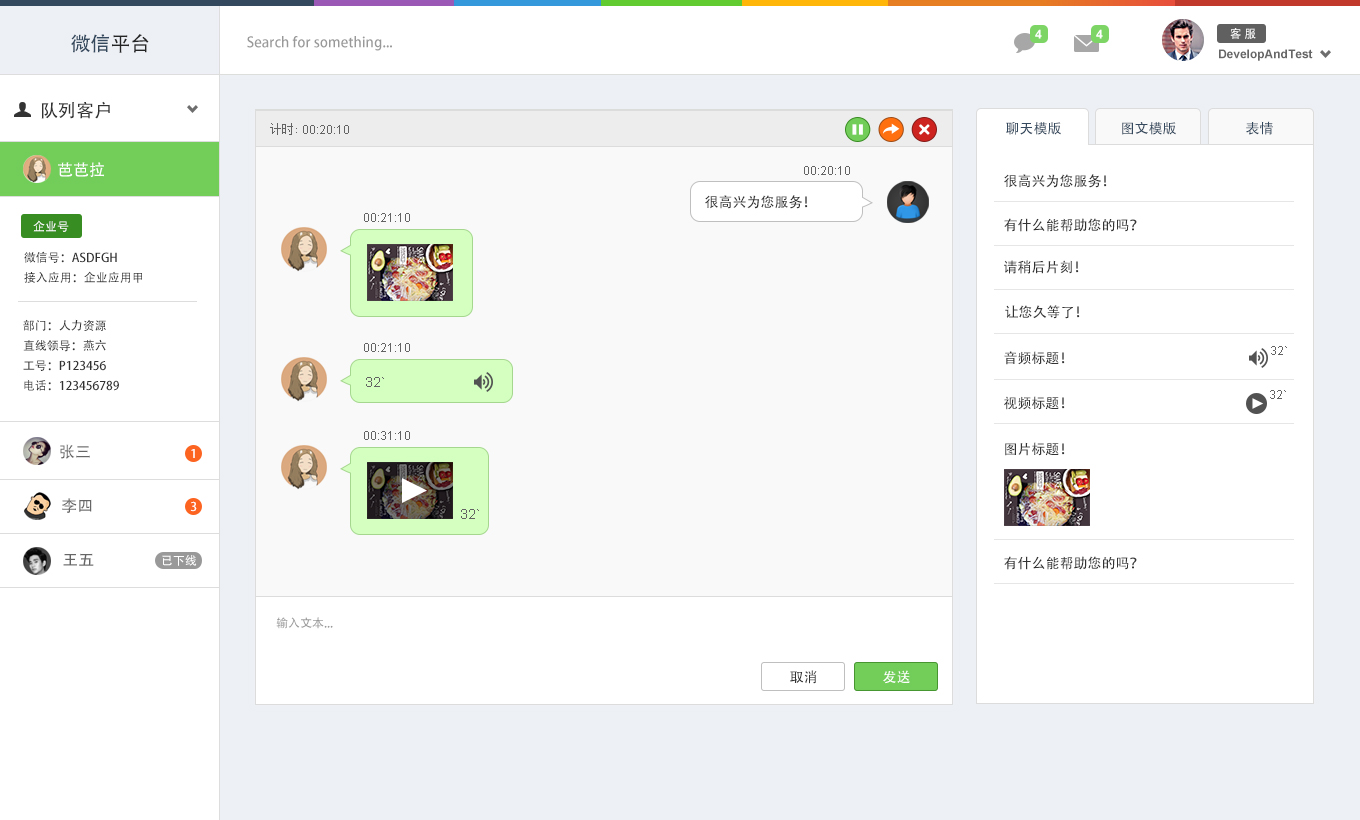 微信平台
Search for something...
4
4
客 服
DevelopAndTest
队列客户
芭芭拉
企业号
微信号：ASDFGH
接入应用：企业应用甲
部门：人力资源
直线领导：燕六
工号：P123456
电话：123456789
张三
1
李四
3
王五
已下线
计时: 00:20:10
00:20:10
很高兴为您服务！
00:21:10
00:21:10
32`
00:31:10
32`
输入文本...
取消
发送
聊天模版
图文模版
表情
很高兴为您服务！
有什么能帮助您的吗？
请稍后片刻！
让您久等了！
音频标题！
32`
视频标题！
32`
图片标题！
有什么能帮助您的吗？